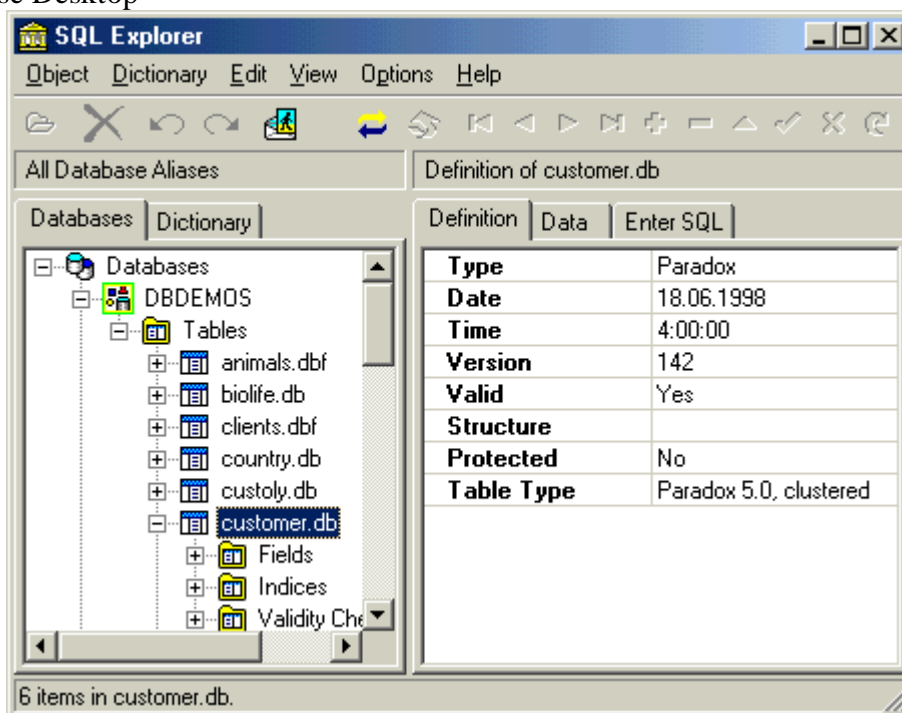 se Desktop
SQL Explorer
Object Dictionary Edit View Options Help
All Database Aliases
Definition of customer.db
Databases Dictionary
Definition Data Enter SQL
Databases
DBDEMOS
Tables
animals.dbf
biolife.db
clients.dbf
country.db
custoly.db
customer.db
Fields
Indices
Validity Che
Type Paradox
Date 18.06.1998
Time 4:00:00
Version 142
Valid Yes
Structure
Protected No
Table Type Paradox 5.0, clustered
6 items in customer.db.